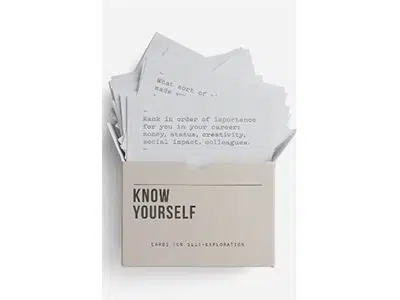 What sort of
made
Rank in order of importance
for you in your career:
money, status, creativity,
social impact, colleagues.
KNOW
YOURSELF
CARDS FOR SELF-EXPLORATION